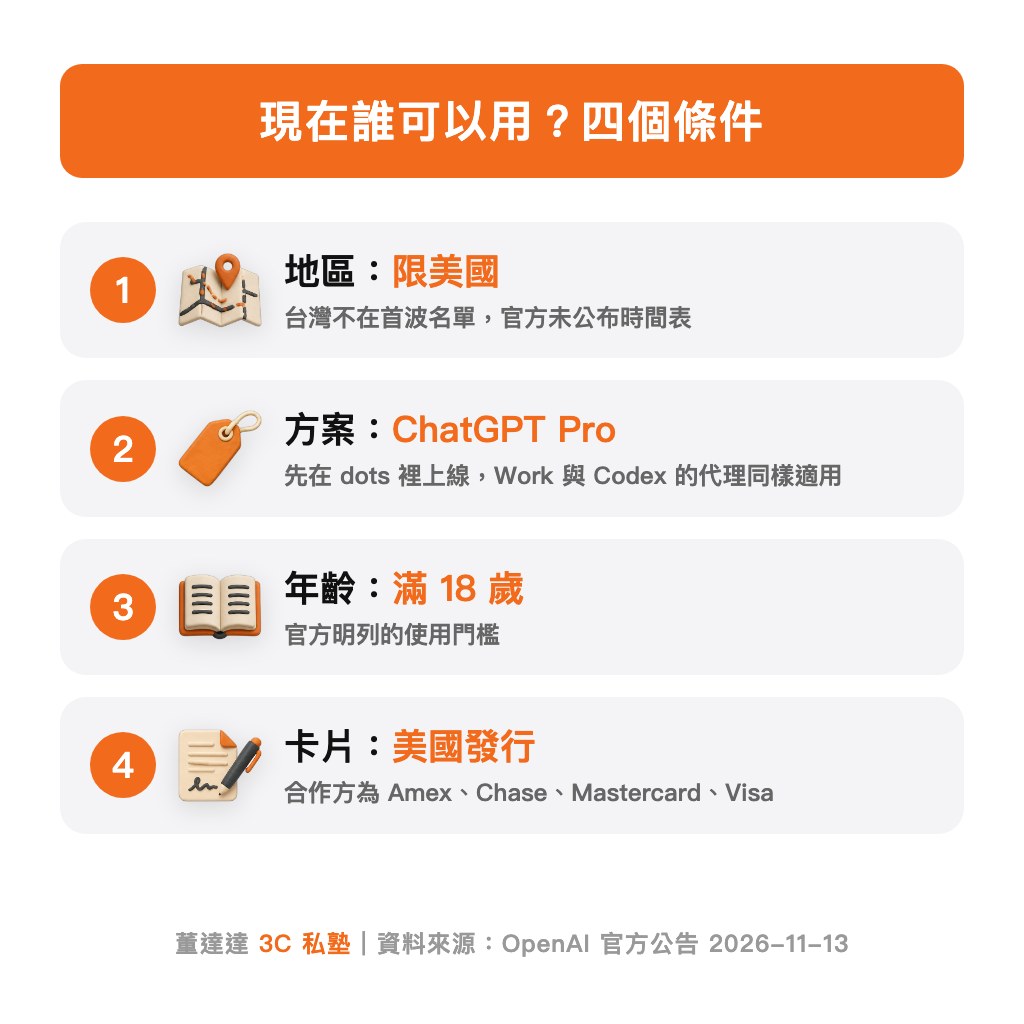 現在誰可以用？四個條件
1
地區：限美國
台灣不在首波名單，官方未公布時間表
2
方案：ChatGPT Pro
先在 dots 裡上線，Work 與 Codex 的代理同樣適用
3
年齡：滿 18 歲
官方明列的使用門檻
4
卡片：美國發行
合作方為 Amex、Chase、Mastercard、Visa
董達達 3C 私塾｜資料來源：OpenAI 官方公告 2026–11–13